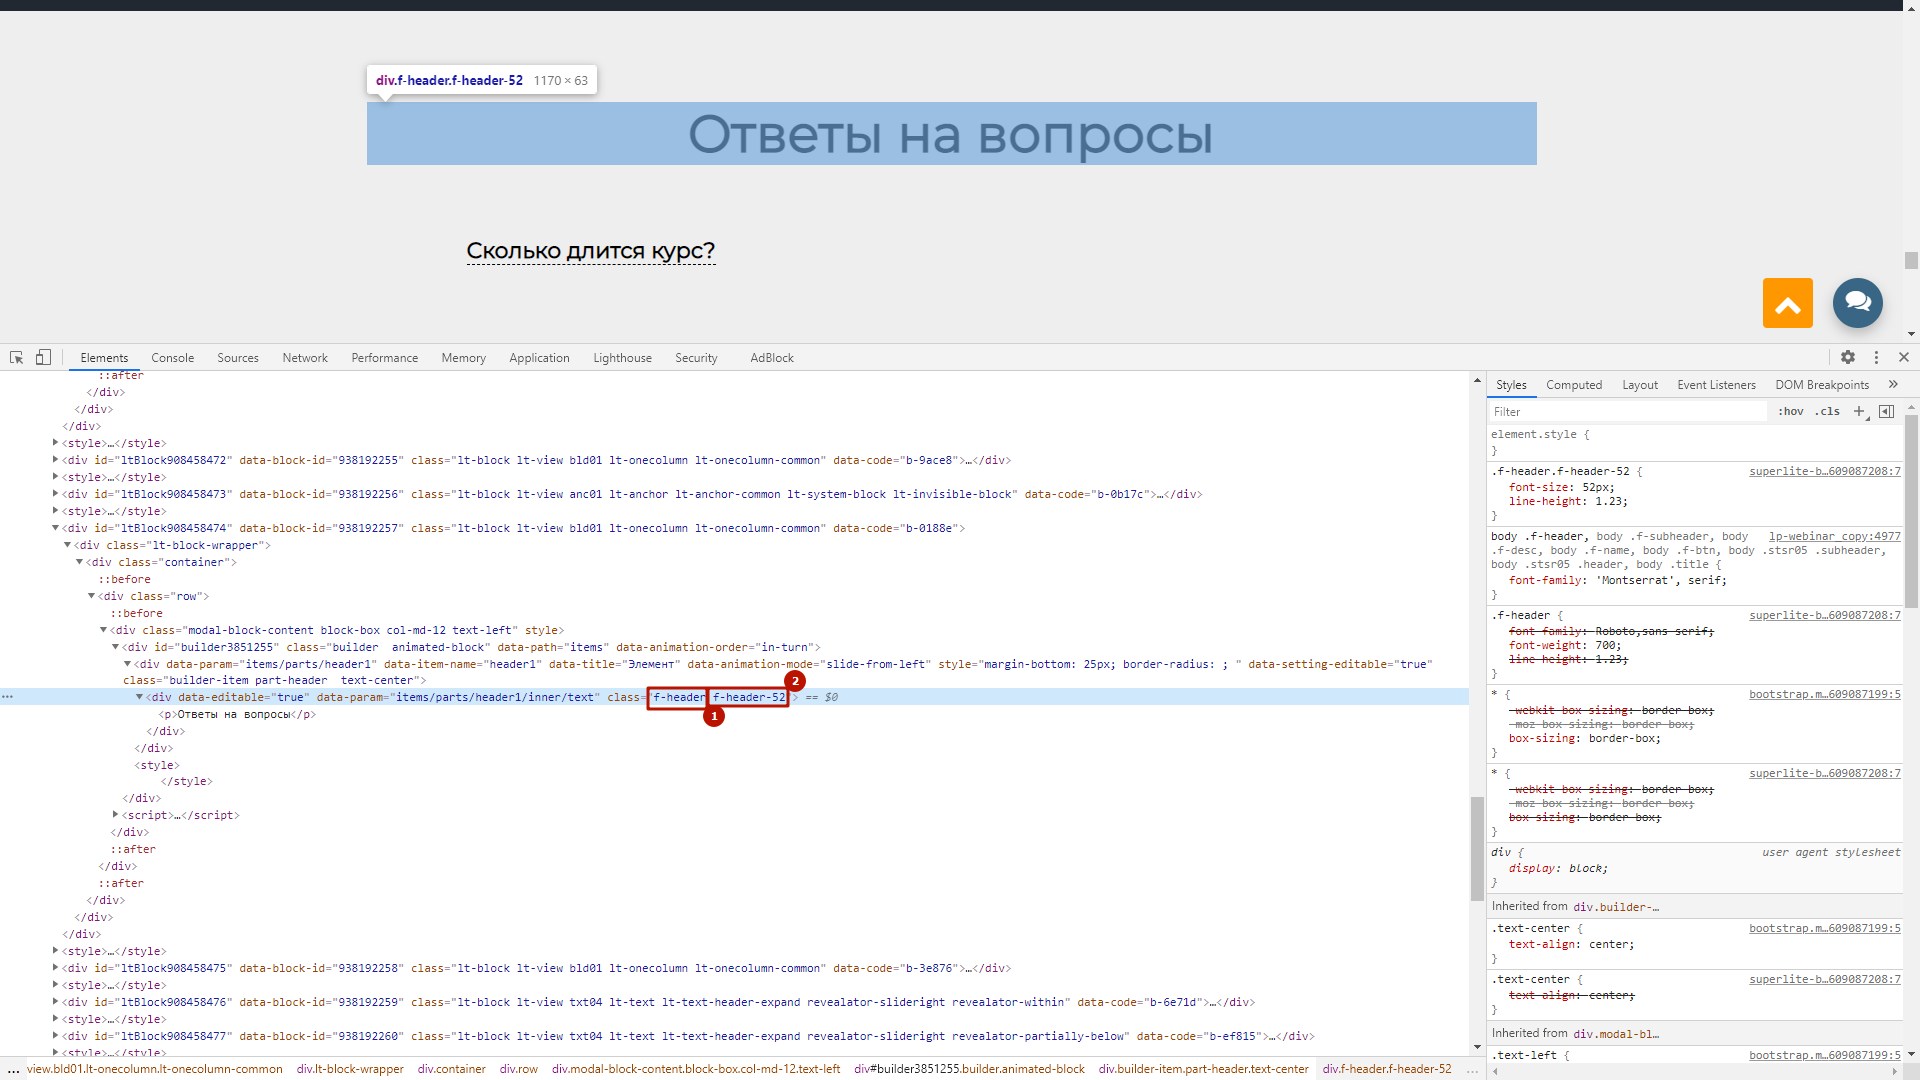 div.f-header.f-header-52 1170 × 63
Ответы на вопросы
Сколько длится курс?
Elements Console Sources Network Performance Memory Application Lighthouse Security AdBlock
::after
</div>
</div>
</div>
<style>…</style>
<div id="ltBlock908458472" data-block-id="938192255" class="lt-block lt-view bld01 lt-onecolumn lt-onecolumn-common" data-code="b-9ace8">…</div>
<style>…</style>
<div id="ltBlock908458473" data-block-id="938192256" class="lt-block lt-view anc01 lt-anchor lt-anchor-common lt-system-block lt-invisible-block" data-code="b-0b17c">…</div>
<style>…</style>
<div id="ltBlock908458474" data-block-id="938192257" class="lt-block lt-view bld01 lt-onecolumn lt-onecolumn-common" data-code="b-0188e">
<div class="lt-block-wrapper">
<div class="container">
::before
<div class="row">
::before
<div class="modal-block-content block-box col-md-12 text-left" style>
<div id="builder3851255" class="builder  animated-block" data-path="items" data-animation-order="in-turn">
<div data-param="items/parts/header1" data-item-name="header1" data-title="Элемент" data-animation-mode="slide-from-left" style="margin-bottom: 25px; border-radius: ; " data-setting-editable="true"
class="builder-item part-header  text-center">
2
… <div data-editable="true" data-param="items/parts/header1/inner/text" class="f-header f-header-52"> == $0
1
<p>Ответы на вопросы</p>
</div>
</div>
<style>
</style>
</div>
<script>…</script>
</div>
::after
</div>
::after
</div>
</div>
</div>
<style>…</style>
<div id="ltBlock908458475" data-block-id="938192258" class="lt-block lt-view bld01 lt-onecolumn lt-onecolumn-common" data-code="b-3e876">…</div>
<style>…</style>
<div id="ltBlock908458476" data-block-id="938192259" class="lt-block lt-view txt04 lt-text lt-text-header-expand revealator-slideright revealator-within" data-code="b-6e71d">…</div>
<style>…</style>
<div id="ltBlock908458477" data-block-id="938192260" class="lt-block lt-view txt04 lt-text lt-text-header-expand revealator-slideright revealator-partially-below" data-code="b-ef815">…</div>
<style>…</style>
… view.bld01.lt-onecolumn.lt-onecolumn-common div.lt-block-wrapper div.container div.row div.modal-block-content.block-box.col-md-12.text-left div#builder3851255.builder.animated-block div.builder-item.part-header.text-center div.f-header.f-header-52 …
Styles Computed Layout Event Listeners DOM Breakpoints »
Filter :hov .cls +
element.style {
}
.f-header.f-header-52 { superlite-b…609087208:7
font-size: 52px;
line-height: 1.23;
}
body .f-header, body .f-subheader, body lp-webinar copy:4977
.f-desc, body .f-name, body .f-btn, body .stsr05 .subheader,
body .stsr05 .header, body .title {
font-family: 'Montserrat', serif;
}
.f-header { superlite-b…609087208:7
font-family: Roboto,sans-serif;
font-weight: 700;
line-height: 1.23;
}
* { bootstrap.m…609087199:5
-webkit-box-sizing: border-box;
-moz-box-sizing: border-box;
box-sizing: border-box;
}
* { superlite-b…609087208:7
-webkit-box-sizing: border-box;
-moz-box-sizing: border-box;
box-sizing: border-box;
}
div { user agent stylesheet
display: block;
}
Inherited from div.builder-…
.text-center { bootstrap.m…609087199:5
text-align: center;
}
.text-center { superlite-b…609087208:7
text-align: center;
}
Inherited from div.modal-bl…
.text-left { bootstrap.m…609087199:5